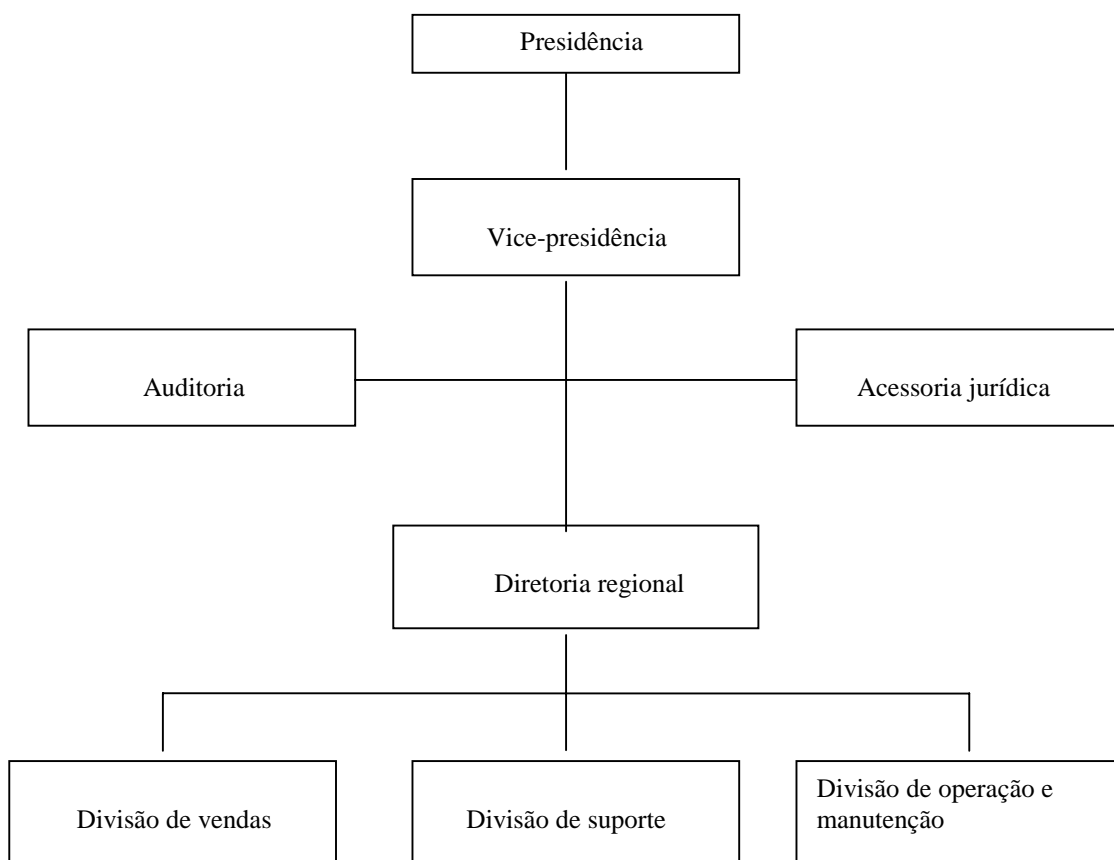 Presidência
Vice-presidência
Auditoria
Acessoria jurídica
Diretoria regional
Divisão de vendas
Divisão de suporte
Divisão de operação e
manutenção